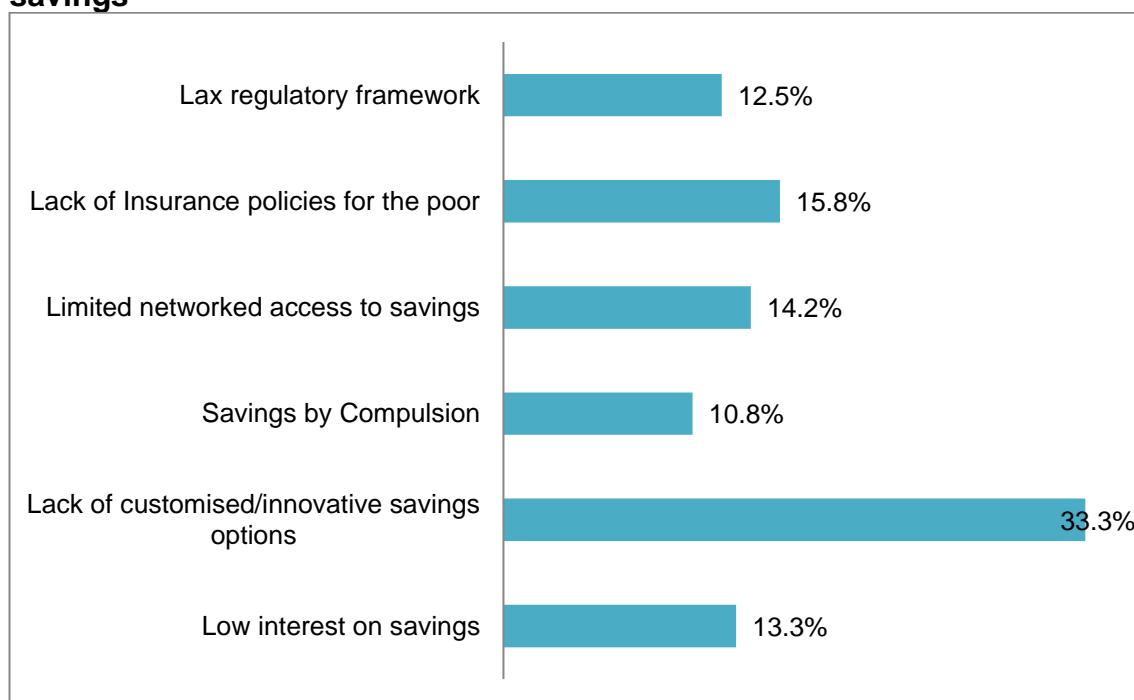 savings
Lax regulatory framework 12.5%
Lack of Insurance policies for the poor 15.8%
Limited networked access to savings 14.2%
Savings by Compulsion 10.8%
Lack of customised/innovative savings
options
33.3%
Low interest on savings 13.3%